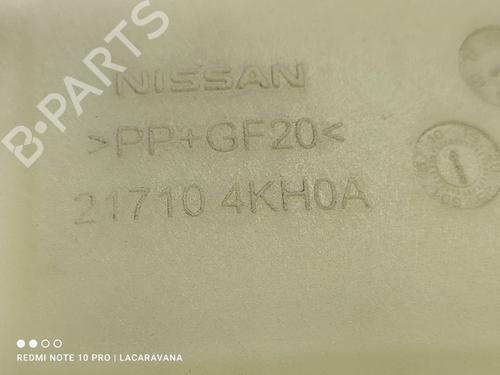 B-PARTS
NISSAN
>PP+GF20<
21710 4KH0A
REDMI NOTE 10 PRO | LACARAVANA